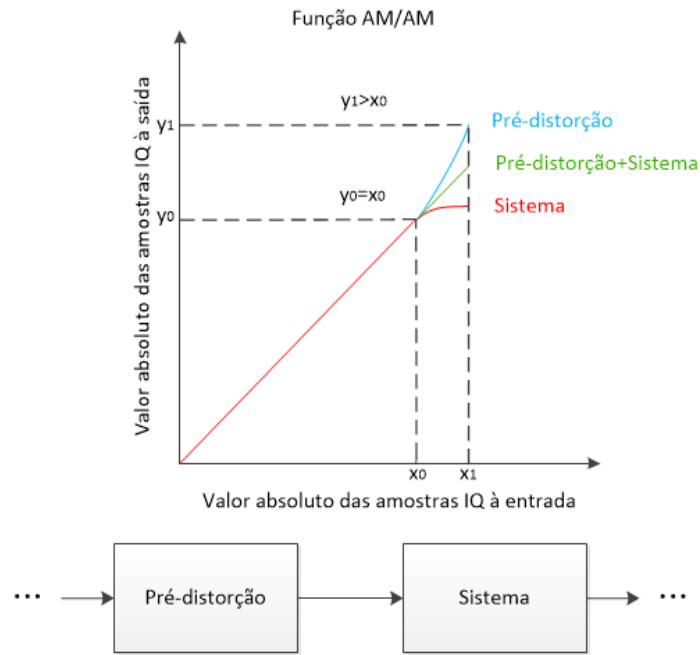 Função AM/AM
y₁>x₀
y₁
Pré-distorção
Pré-distorção+Sistema
y₀=x₀
Sistema
y₀
Valor absoluto das amostras IQ à saída
x₀ x₁
Valor absoluto das amostras IQ à entrada
... Pré-distorção Sistema ...